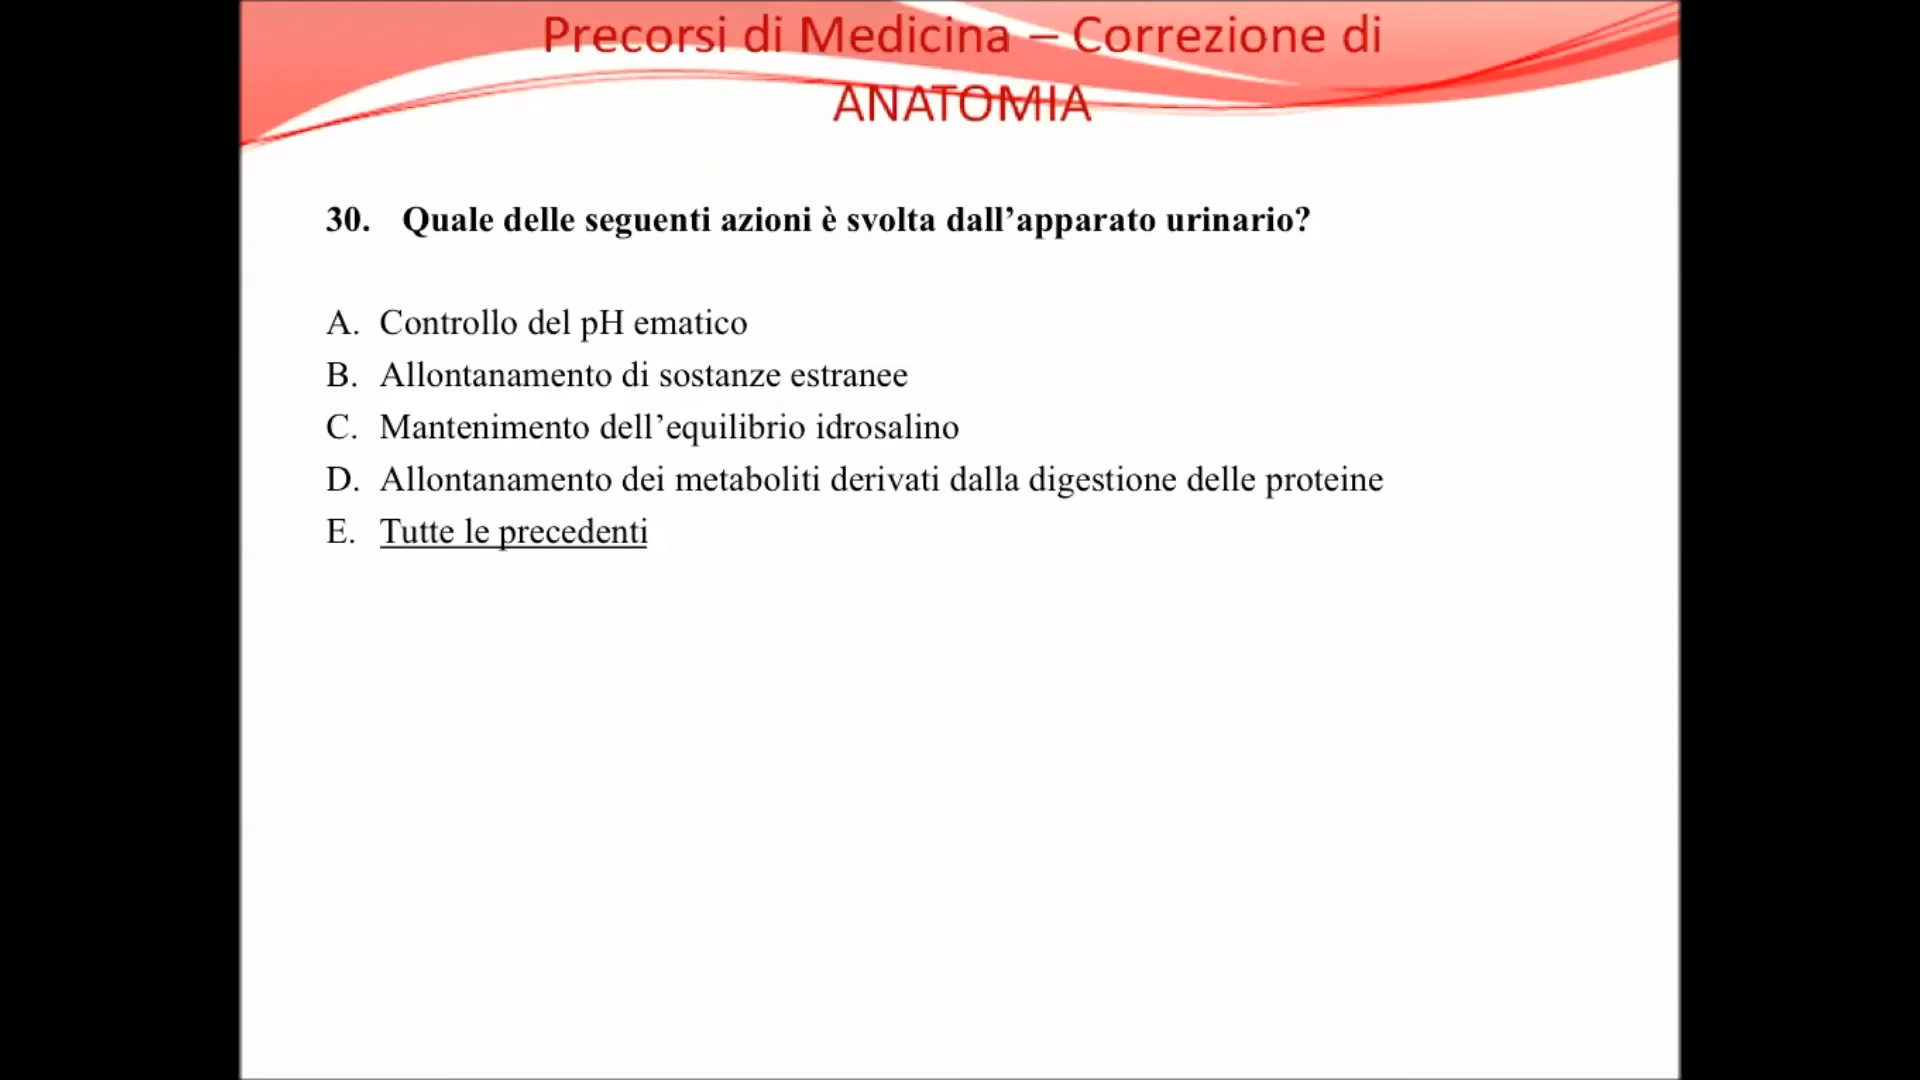 Precorsi di Medicina – Correzione di
ANATOMIA
30. Quale delle seguenti azioni è svolta dall’apparato urinario?
A. Controllo del pH ematico
B. Allontanamento di sostanze estranee
C. Mantenimento dell’equilibrio idrosalino
D. Allontanamento dei metaboliti derivati dalla digestione delle proteine
E. Tutte le precedenti